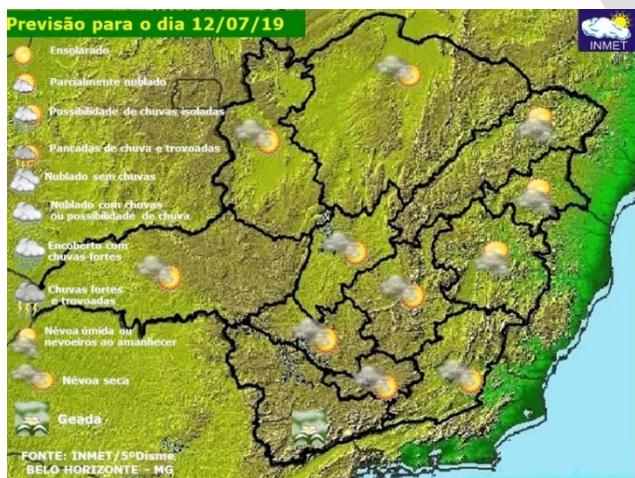 Previsão para o dia 12/07/19
INMET
Ensolarado
Parcialmente nublado
Possibilidade de chuvas isoladas
Pancadas de chuva e trovoadas
Nublado sem chuvas
Nublado com chuvas
ou possibilidade de chuva
Encoberto com
chuvas fortes
Chuvas fortes
e trovoadas
Névoa úmida ou
nevoeiros ao amanhecer
Névoa seca
Geada
FONTE: INMET/5ºDisme
BELO HORIZONTE - MG